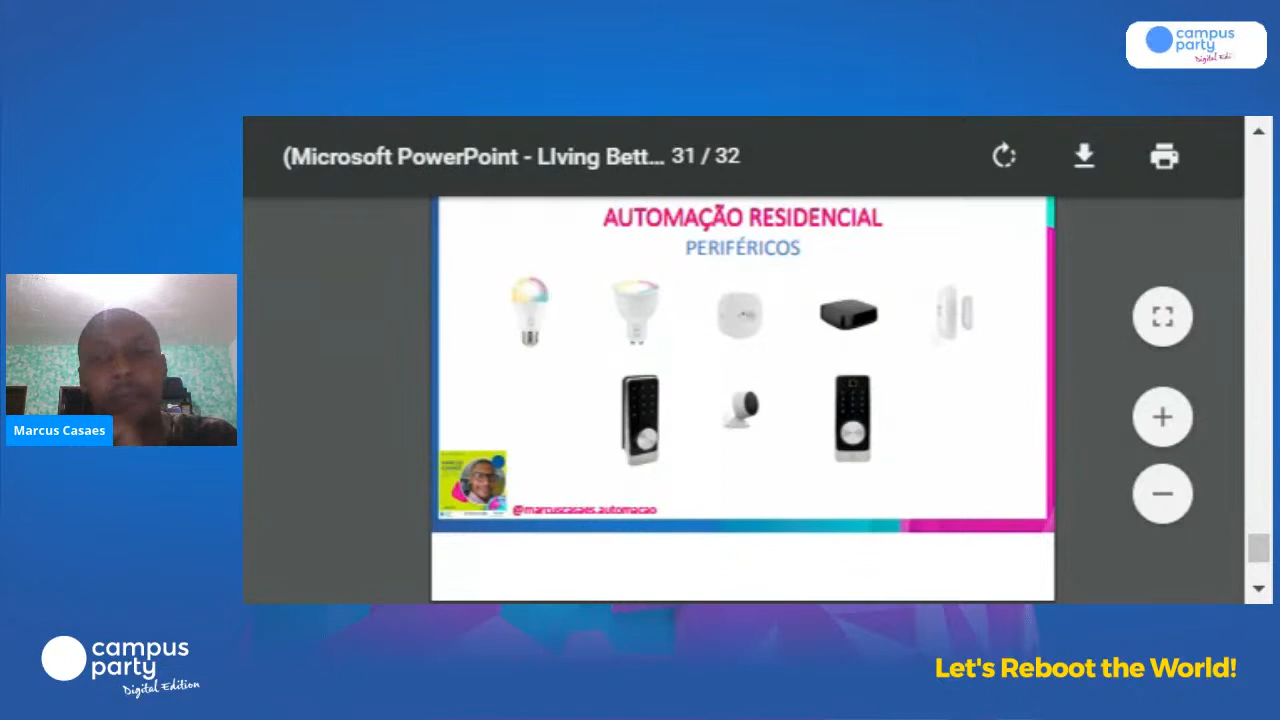 campus
party
Digital Edi
(Microsoft PowerPoint - LIving Bett... 31 / 32
AUTOMAÇÃO RESIDENCIAL
PERIFÉRICOS
Marcus Casaes
@marcuscasaes.automacao
campus
party
Digital Edition
Let's Reboot the World!